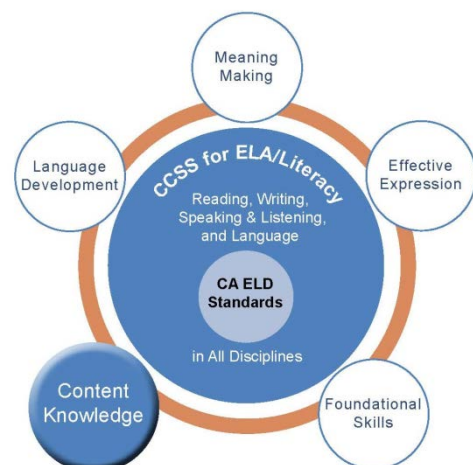 Meaning
Making
Language
Development
Effective
Expression
CCSS for ELA/Literacy
Reading, Writing,
Speaking & Listening,
and Language
CA ELD
Standards
in All Disciplines
Content
Knowledge
Foundational
Skills